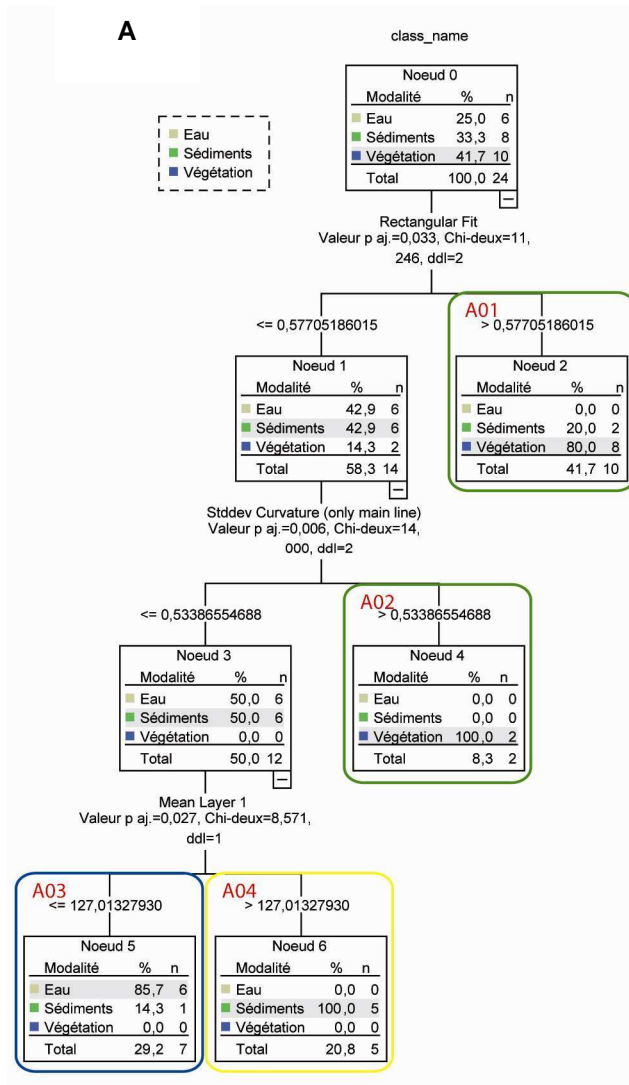 A
class_name
Eau
Sédiments
Végétation
Noeud 0
Modalité % n
Eau 25,0 6
Sédiments 33,3 8
Végétation 41,7 10
Total 100,0 24
Rectangular Fit
Valeur p aj.=0,033, Chi-deux=11,
246, ddl=2
<= 0,57705186015
A01
> 0,57705186015
Noeud 1
Modalité % n
Eau 42,9 6
Sédiments 42,9 6
Végétation 14,3 2
Total 58,3 14
Noeud 2
Modalité % n
Eau 0,0 0
Sédiments 20,0 2
Végétation 80,0 8
Total 41,7 10
Stddev Curvature (only main line)
Valeur p aj.=0,006, Chi-deux=14,
000, ddl=2
<= 0,53386554688
A02
> 0,53386554688
Noeud 3
Modalité % n
Eau 50,0 6
Sédiments 50,0 6
Végétation 0,0 0
Total 50,0 12
Noeud 4
Modalité % n
Eau 0,0 0
Sédiments 0,0 0
Végétation 100,0 2
Total 8,3 2
Mean Layer 1
Valeur p aj.=0,027, Chi-deux=8,571,
ddl=1
A03
<= 127,01327930
A04
> 127,01327930
Noeud 5
Modalité % n
Eau 85,7 6
Sédiments 14,3 1
Végétation 0,0 0
Total 29,2 7
Noeud 6
Modalité % n
Eau 0,0 0
Sédiments 100,0 5
Végétation 0,0 0
Total 20,8 5